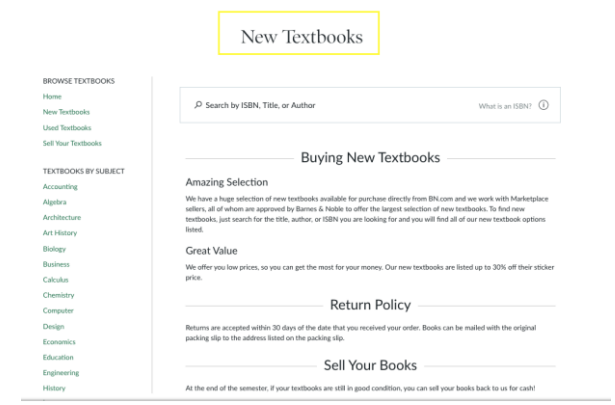 New Textbooks
BROWSE TEXTBOOKS
Home
New Textbooks
Used Textbooks
Sell Your Textbooks
TEXTBOOKS BY SUBJECT
Accounting
Algebra
Architecture
Art History
Biology
Business
Calculus
Chemistry
Computer
Design
Economics
Education
Engineering
History
Search by ISBN, Title, or Author
What is an ISBN? i
Buying New Textbooks
Amazing Selection
We have a huge selection of new textbooks available for purchase directly from BN.com and we work with Marketplace
sellers, all of whom are approved by Barnes & Noble to offer the largest selection of new textbooks. To find new
textbooks, just search for the title, author, or ISBN you are looking for and you will find all of our new textbook options
listed.
Great Value
We offer you low prices, so you can get the most for your money. Our new textbooks are listed up to 30% off their sticker
price.
Return Policy
Returns are accepted within 30 days of the date that you received your order. Books can be mailed with the original
packing slip to the address listed on the packing slip.
Sell Your Books
At the end of the semester, if your textbooks are still in good condition, you can sell your books back to us for cash!